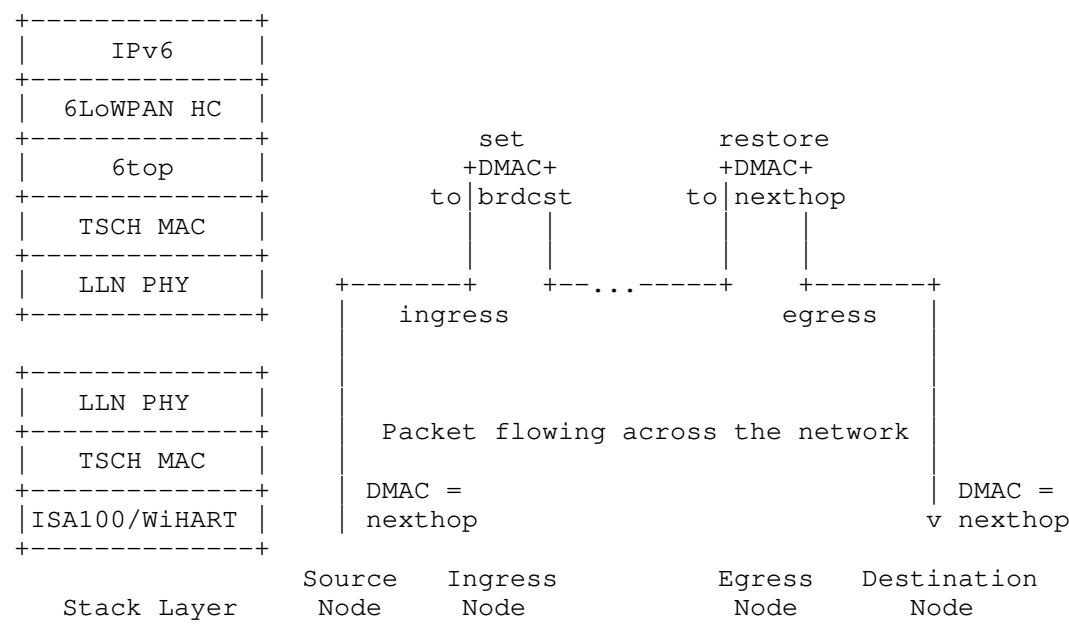 +--------------+
|     IPv6     |
+--------------+
|  6LoWPAN HC  |
+--------------+             set            restore
|     6top     |            +DMAC+          +DMAC+
+--------------+          to|brdcst       to|nexthop
|   TSCH MAC   |            |    |          |    |
+--------------+            |    |          |    |
|   LLN PHY    |    +-------+    +--...-----+    +-------+
+--------------+    |   ingress                 egress   |
                    |                                    |
+--------------+    |                                    |
|   LLN PHY    |    |                                    |
+--------------+    |  Packet flowing across the network |
|   TSCH MAC   |    |                                    |
+--------------+    | DMAC =                             | DMAC =
|ISA100/WiHART |    | nexthop                            v nexthop
+--------------+
                  Source   Ingress          Egress   Destination
   Stack Layer     Node     Node             Node       Node